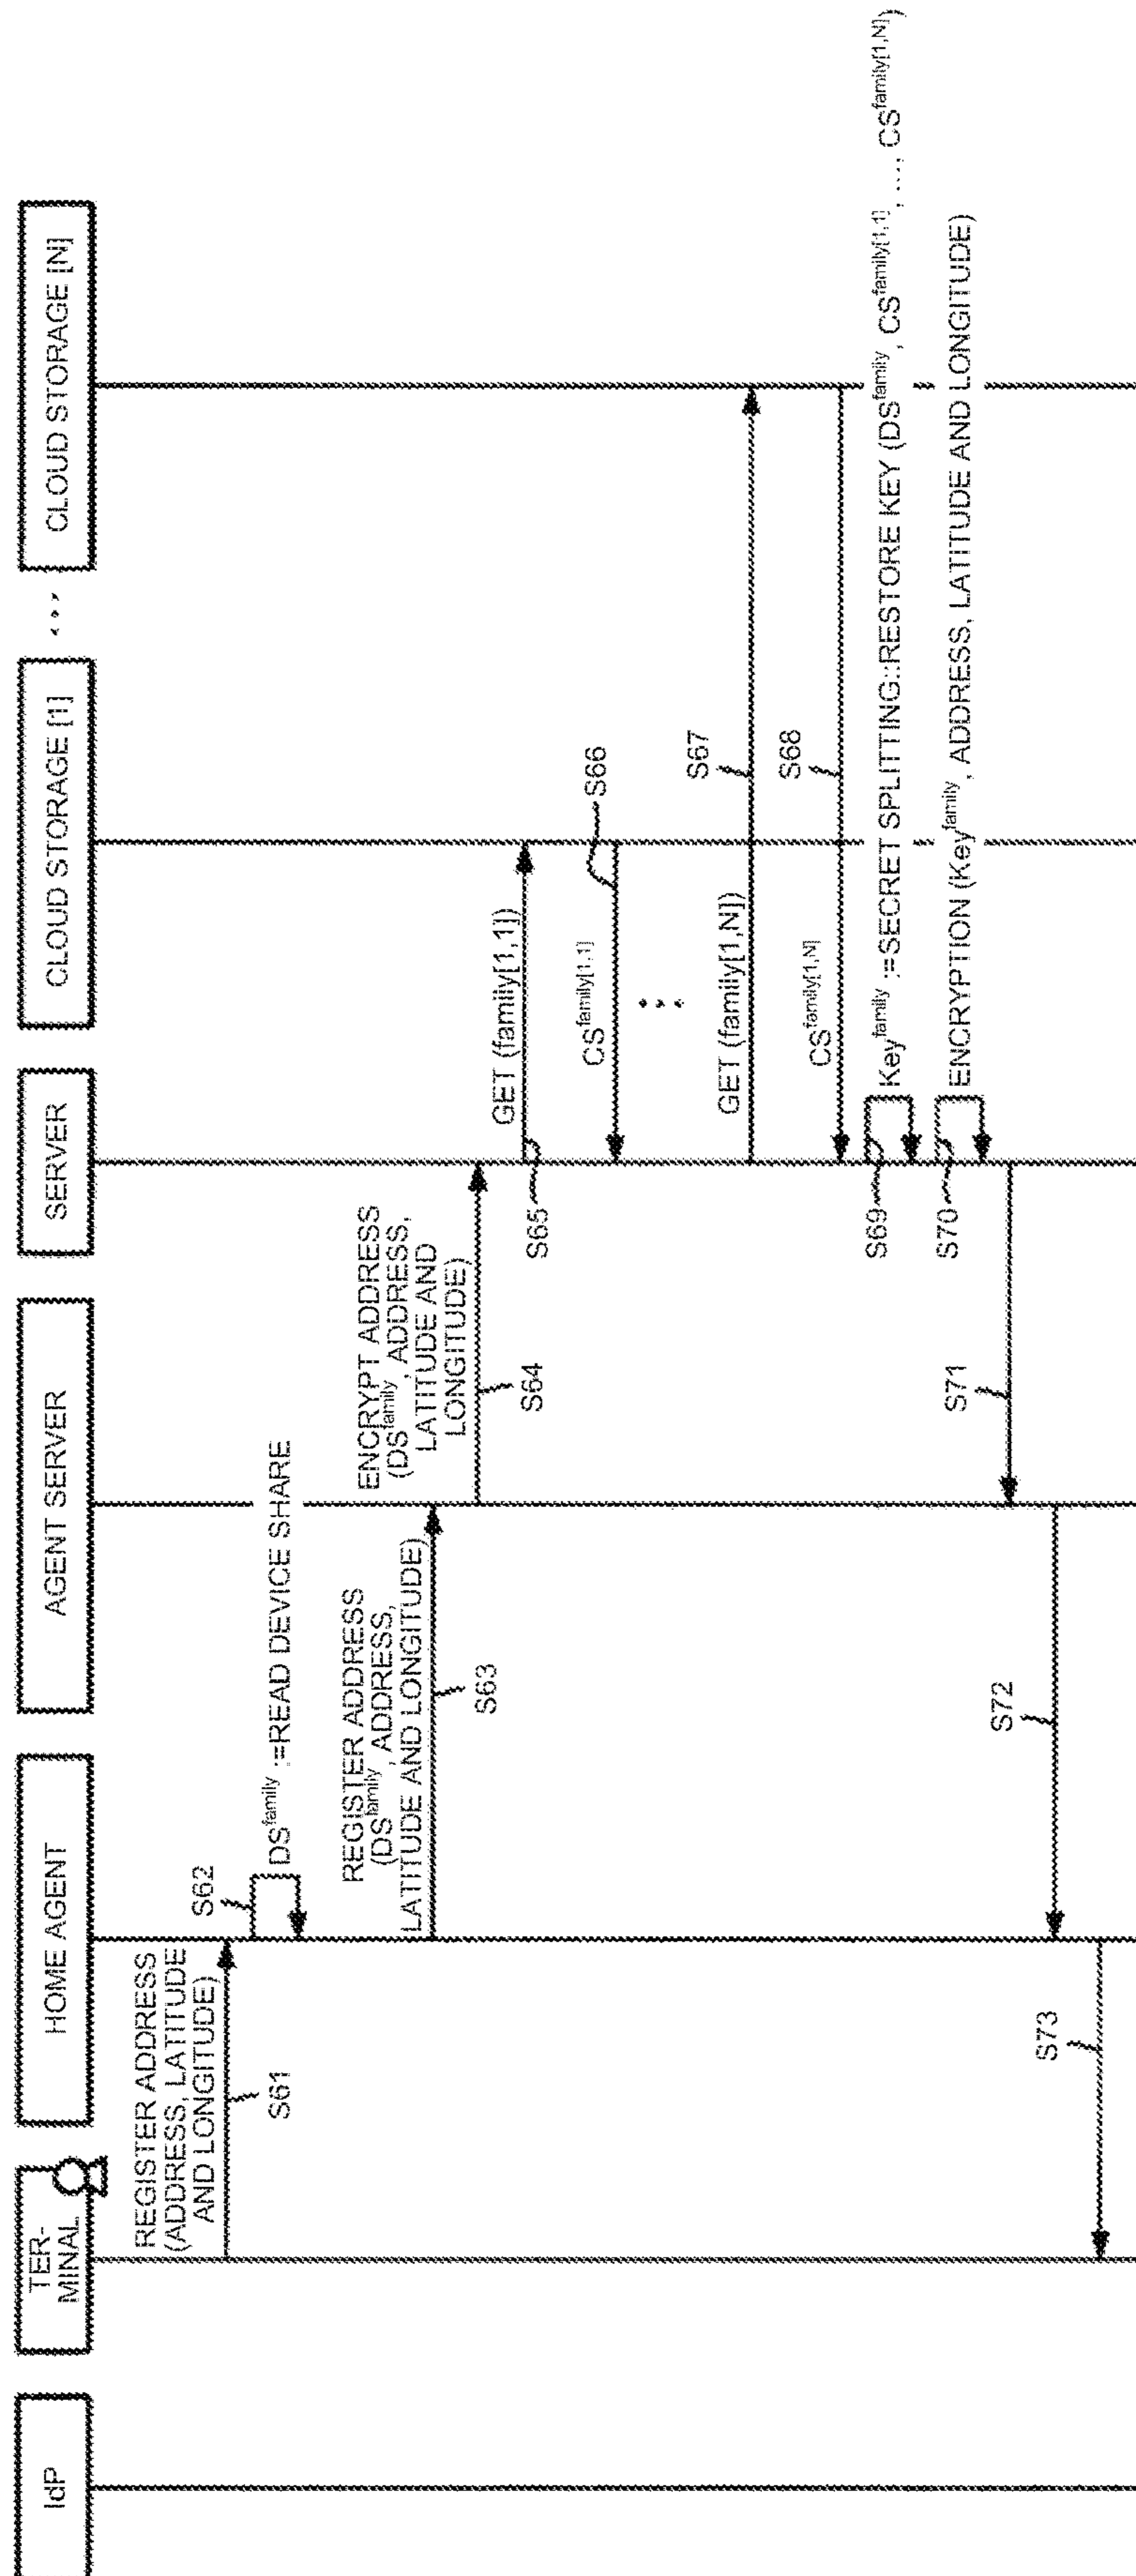 IdP
TER-
MINAL
HOME AGENT
AGENT SERVER
SERVER
CLOUD STORAGE [1]
...
CLOUD STORAGE [N]
REGISTER ADDRESS
(ADDRESS, LATITUDE
AND LONGITUDE)
S61
S62
DS^family :=READ DEVICE SHARE
REGISTER ADDRESS
(DS^family, ADDRESS,
LATITUDE AND LONGITUDE)
S63
ENCRYPT ADDRESS
(DS^family, ADDRESS,
LATITUDE AND
LONGITUDE)
S64
GET (family[1,1])
S65
S66
CS^family[1,1]
...
GET (family[1,N])
S67
S68
CS^family[1,N]
Key^family :=SECRET SPLITTING::RESTORE KEY (DS^family, CS^family[1,1], ..., CS^family[1,N])
S69
ENCRYPTION (Key^family, ADDRESS, LATITUDE AND LONGITUDE)
S70
S71
S72
S73